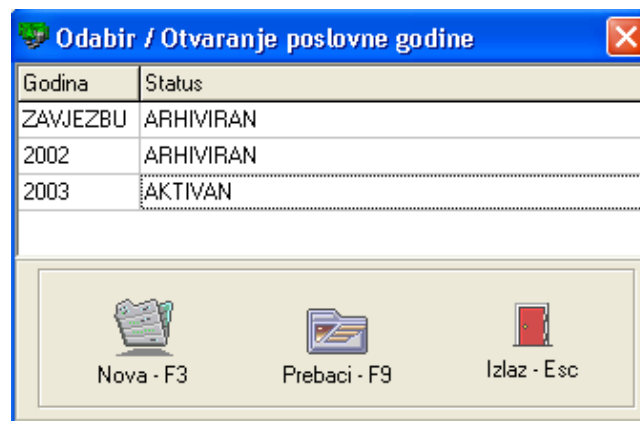 Odabir / Otvaranje poslovne godine
Godina Status
ZAVJEZBU ARHIVIRAN
2002 ARHIVIRAN
2003 AKTIVAN
Nova - F3 Prebaci - F9 Izlaz - Esc